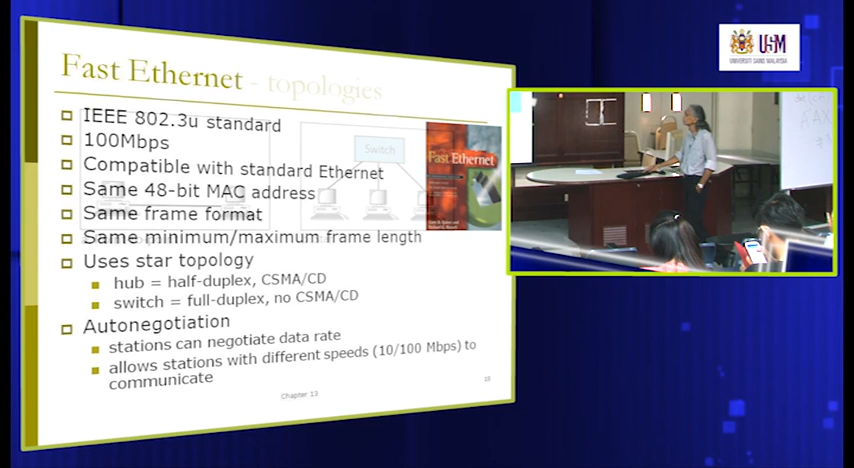 Fast Ethernet - topologies
IEEE 802.3u standard
100Mbps
Compatible with standard Ethernet
Same 48-bit MAC address
Same frame format
Same minimum/maximum frame length
Uses star topology
hub = half-duplex, CSMA/CD
switch = full-duplex, no CSMA/CD
Autonegotiation
stations can negotiate data rate
allows stations with different speeds (10/100 Mbps) to
communicate
Chapter 13
Switch
Fast Ethernet
USM
UNIVERSITI SAINS MALAYSIA